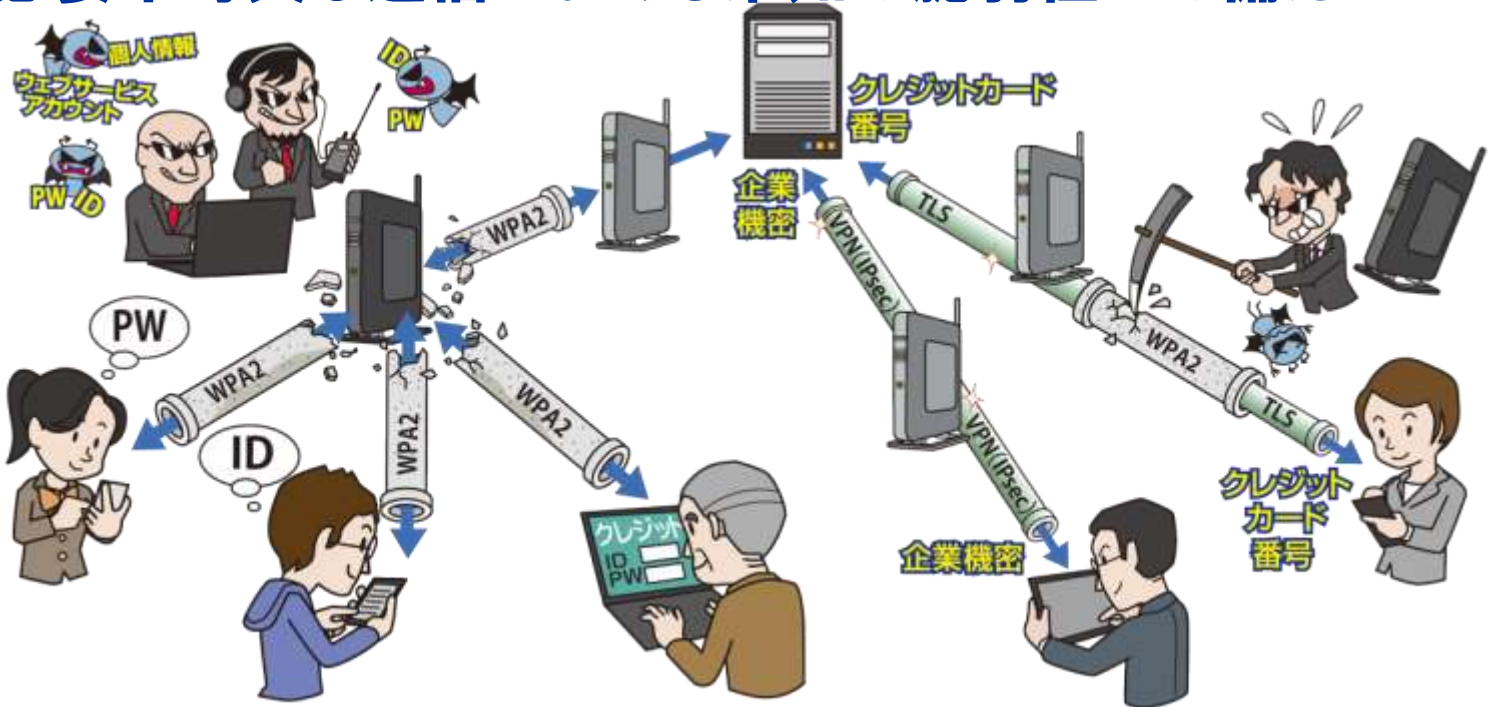 個人情報
ウェブサービス
アカウント
ID
PW
PW ID
クレジットカード
番号
企業
機密
WPA2
TLS
VPN(IPsec)
WPA2
PW
WPA2
WPA2
WPA2
TLS
ID
VPN(IPsec)
クレジット
ID
PW
企業機密
クレジット
カード
番号